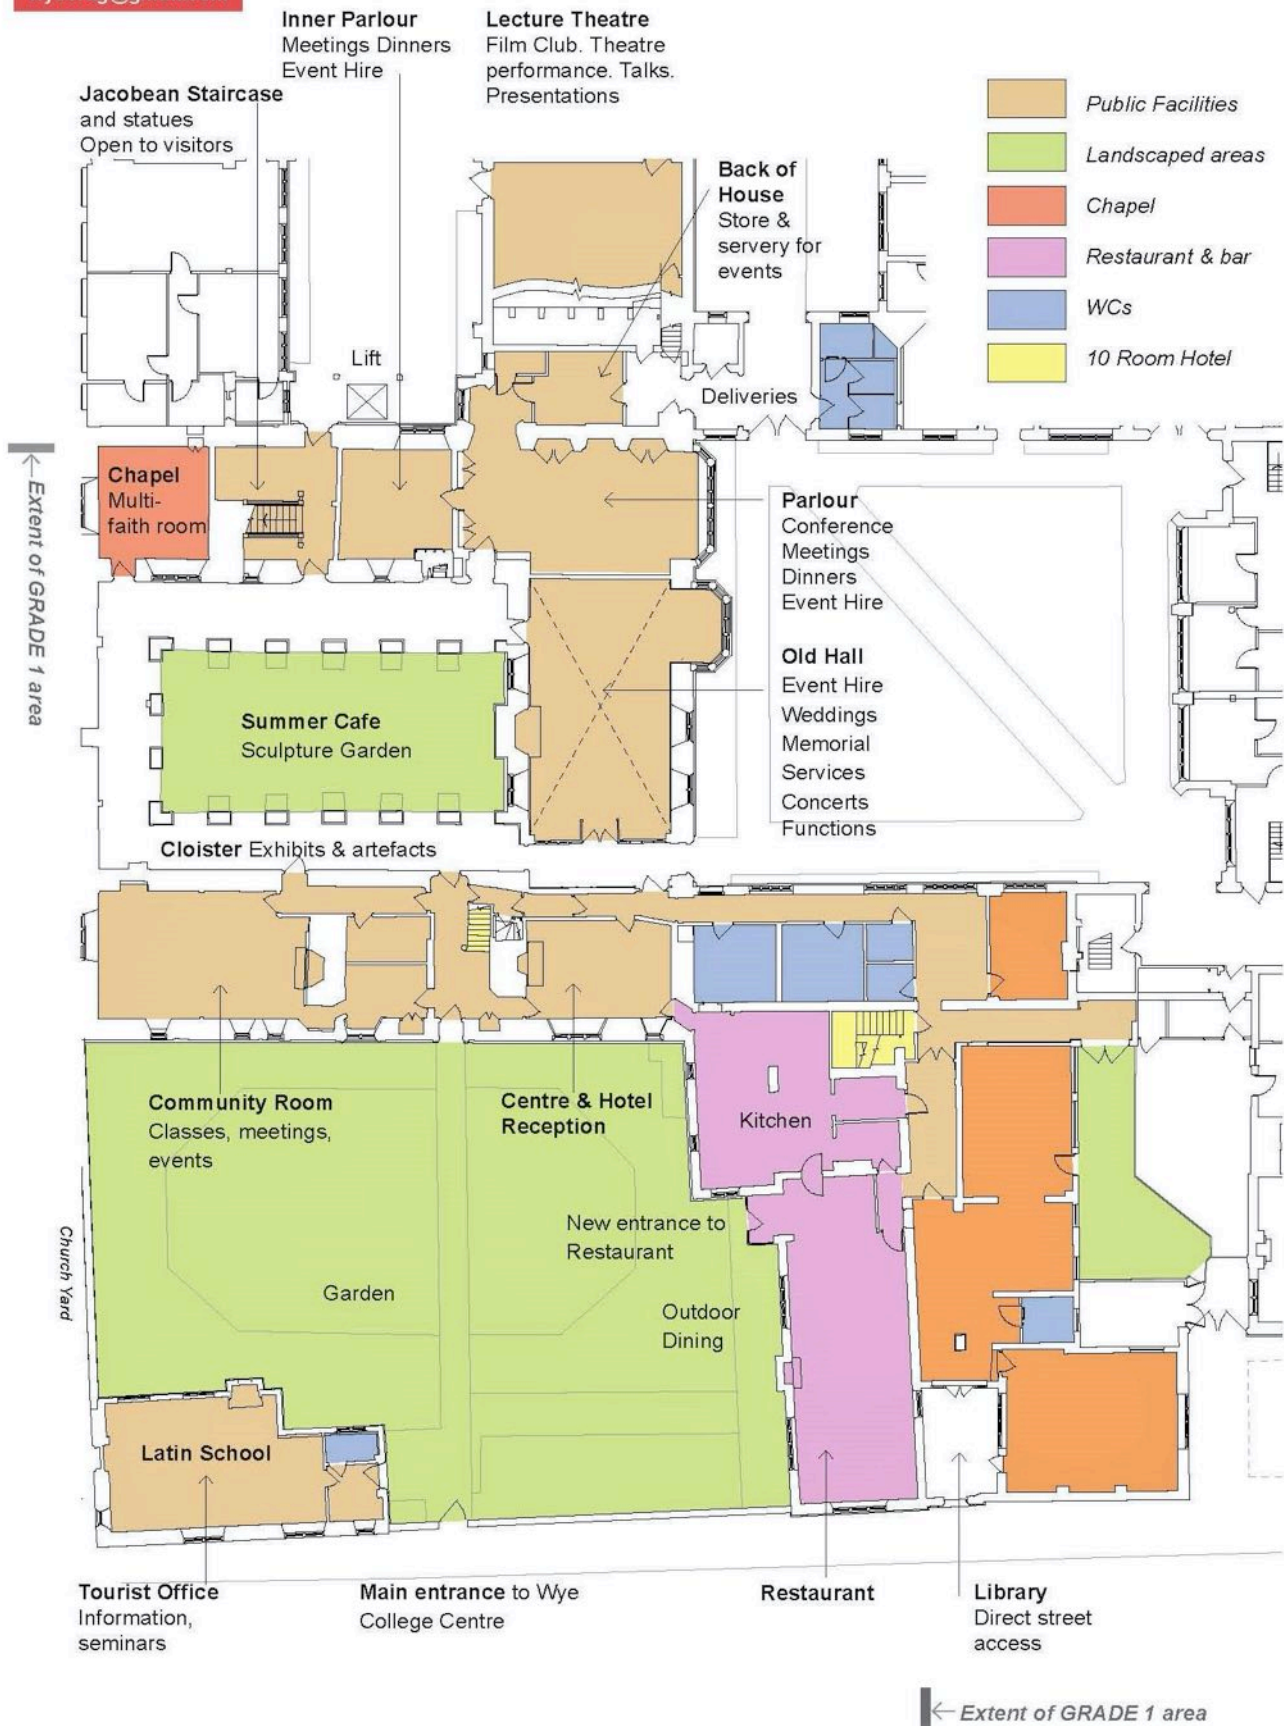 Inner Parlour
Meetings Dinners
Event Hire
Lecture Theatre
Film Club. Theatre
performance. Talks.
Presentations
Jacobean Staircase
and statues
Open to visitors
Public Facilities
Landscaped areas
Chapel
Restaurant & bar
WCs
10 Room Hotel
Back of
House
Store &
servery for
events
Lift
Deliveries
Extent of GRADE 1 area
Chapel
Multi-
faith room
Parlour
Conference
Meetings
Dinners
Event Hire
Old Hall
Event Hire
Weddings
Memorial
Services
Concerts
Functions
Summer Cafe
Sculpture Garden
Cloister Exhibits & artefacts
Community Room
Classes, meetings,
events
Centre & Hotel
Reception
Kitchen
New entrance to
Restaurant
Church Yard
Garden
Outdoor
Dining
Latin School
Tourist Office
Information,
seminars
Main entrance to Wye
College Centre
Restaurant
Library
Direct street
access
Extent of GRADE 1 area